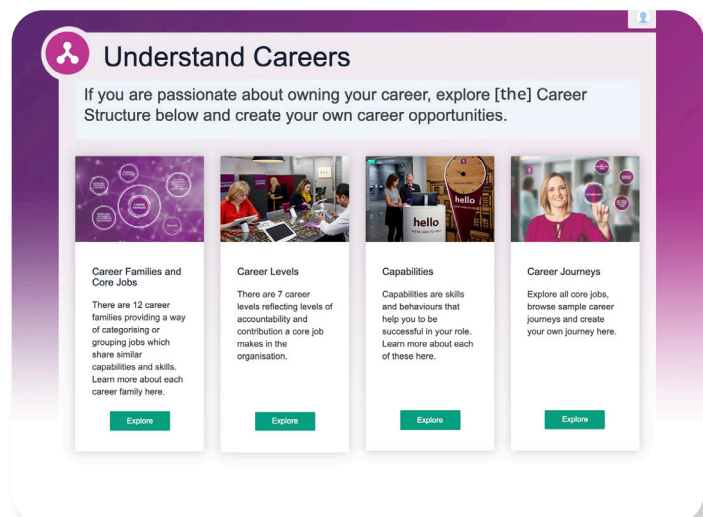 Understand Careers
If you are passionate about owning your career, explore [the] Career
Structure below and create your own career opportunities.
hello
hello
Career Families and
Core Jobs
There are 12 career
families providing a way
of categorising or
grouping jobs which
share similar
capabilities and skills.
Learn more about each
career family here.
Explore
Career Levels
There are 7 career
levels reflecting levels of
accountability and
contribution a core job
makes in the
organisation.
Explore
Capabilities
Capabilities are skills
and behaviours that
help you to be
successful in your role.
Learn more about each
of these here.
Explore
Career Journeys
Explore all core jobs,
browse sample career
journeys and create
your own journey here.
Explore